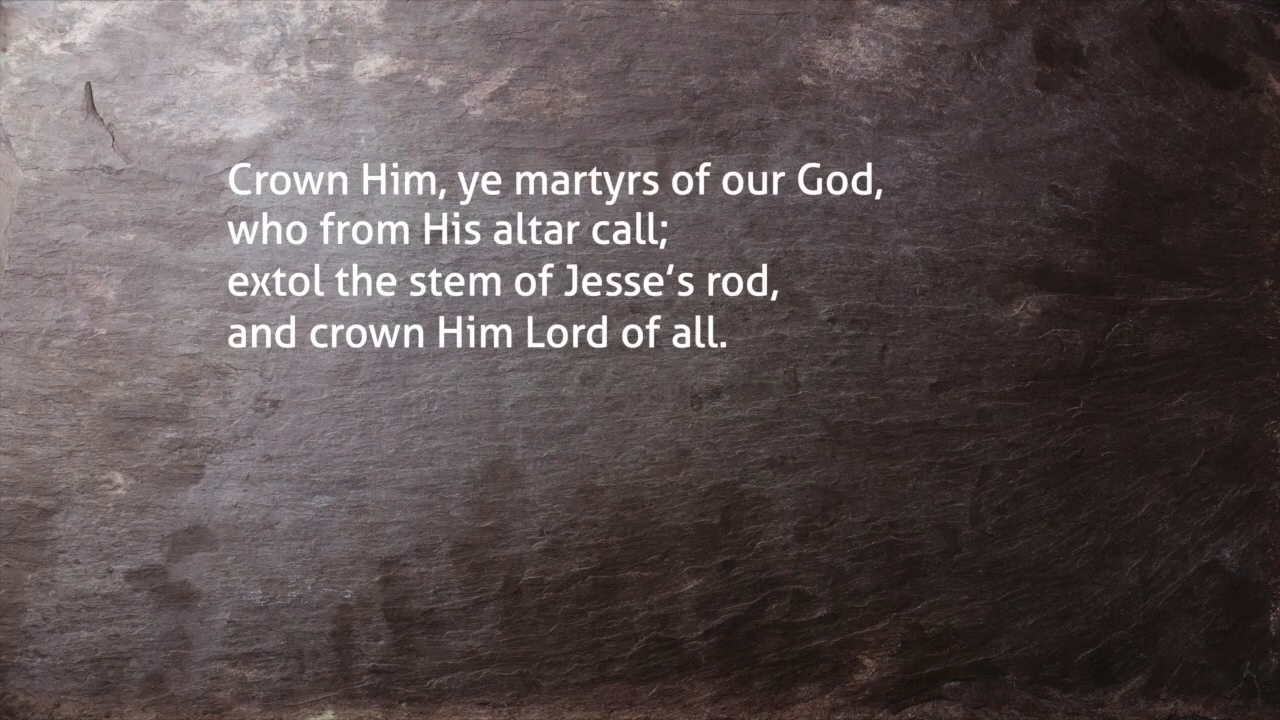 Crown Him, ye martyrs of our God,
who from His altar call;
extol the stem of Jesse’s rod,
and crown Him Lord of all.